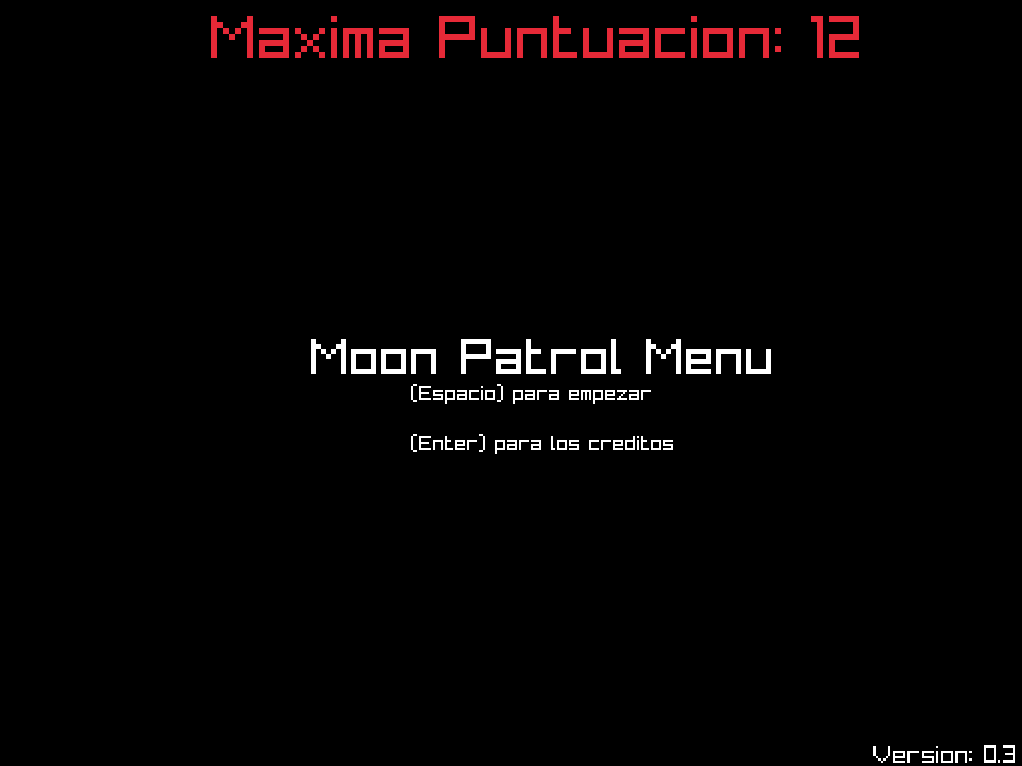 Maxima Puntuacion: 12
Moon Patrol Menu
(Espacio) para empezar
(Enter) para los creditos
Version: 0.3